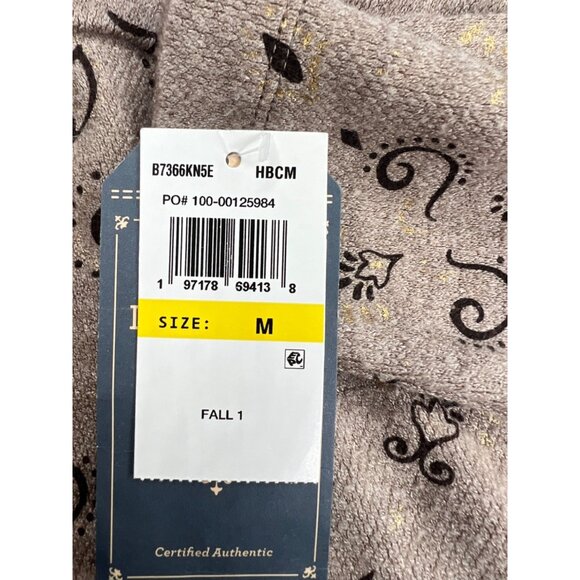 B7366KN5E HBCM
PO# 100-00125984
1 97178 69413 8
SIZE: M
FALL 1
Certified Authentic